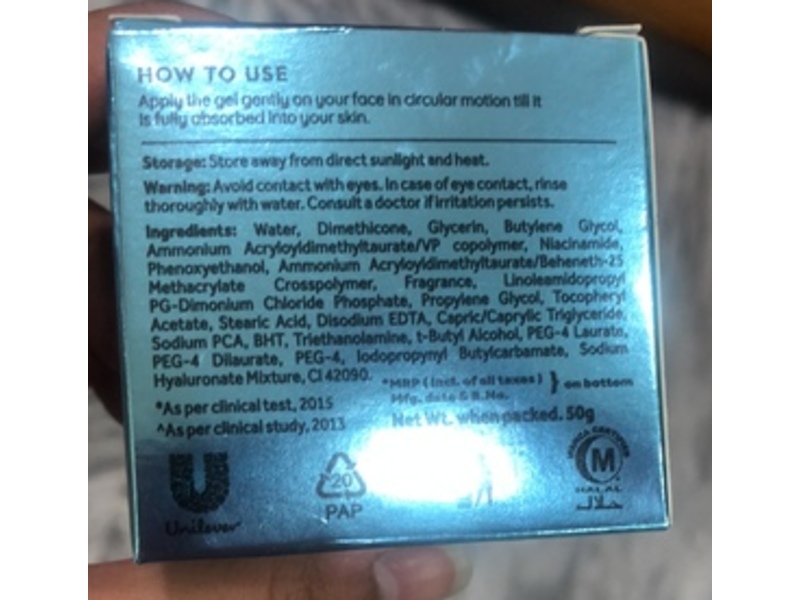 HOW TO USE
Apply the gel gently on your face in circular motion till it
is fully absorbed into your skin.
Storage: Store away from direct sunlight and heat.
Warning: Avoid contact with eyes. In case of eye contact, rinse
thoroughly with water. Consult a doctor if irritation persists.
Ingredients: Water, Dimethicone, Glycerin, Butylene Glycol,
Ammonium Acryloyldimethyltaurate/VP copolymer, Niacinamide,
Phenoxyethanol, Ammonium Acryloyldimethyltaurate/Beheneth-25
Methacrylate Crosspolymer, Fragrance, Linoleamidopropyl
PG-Dimonium Chloride Phosphate, Propylene Glycol, Tocopheryl
Acetate, Stearic Acid, Disodium EDTA, Capric/Caprylic Triglyceride,
Sodium PCA, BHT, Triethanolamine, t-Butyl Alcohol, PEG-4 Laurate,
PEG-4 Dilaurate, PEG-4, Iodopropynyl Butylcarbamate, Sodium
Hyaluronate Mixture, CI 42090.
*MRP (incl. of all taxes) } on bottom
Mfg. date & B.No.
*As per clinical test, 2015
^As per clinical study, 2013
Net Wt. when packed. 50g
U
Unilever
20
PAP
CERTIFIED
M
HALAL
حلال